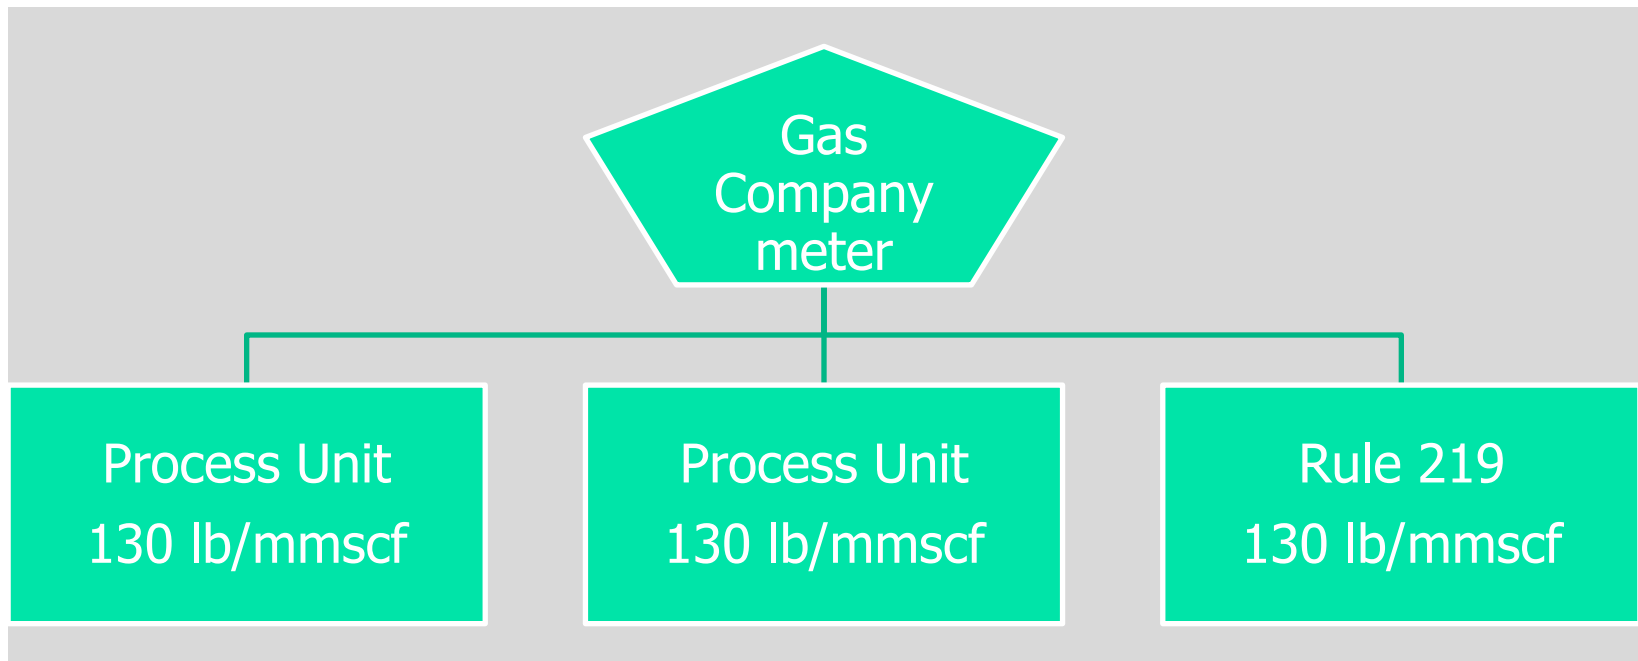 Gas
Company
meter
Process Unit
130 lb/mmscf
Process Unit
130 lb/mmscf
Rule 219
130 lb/mmscf